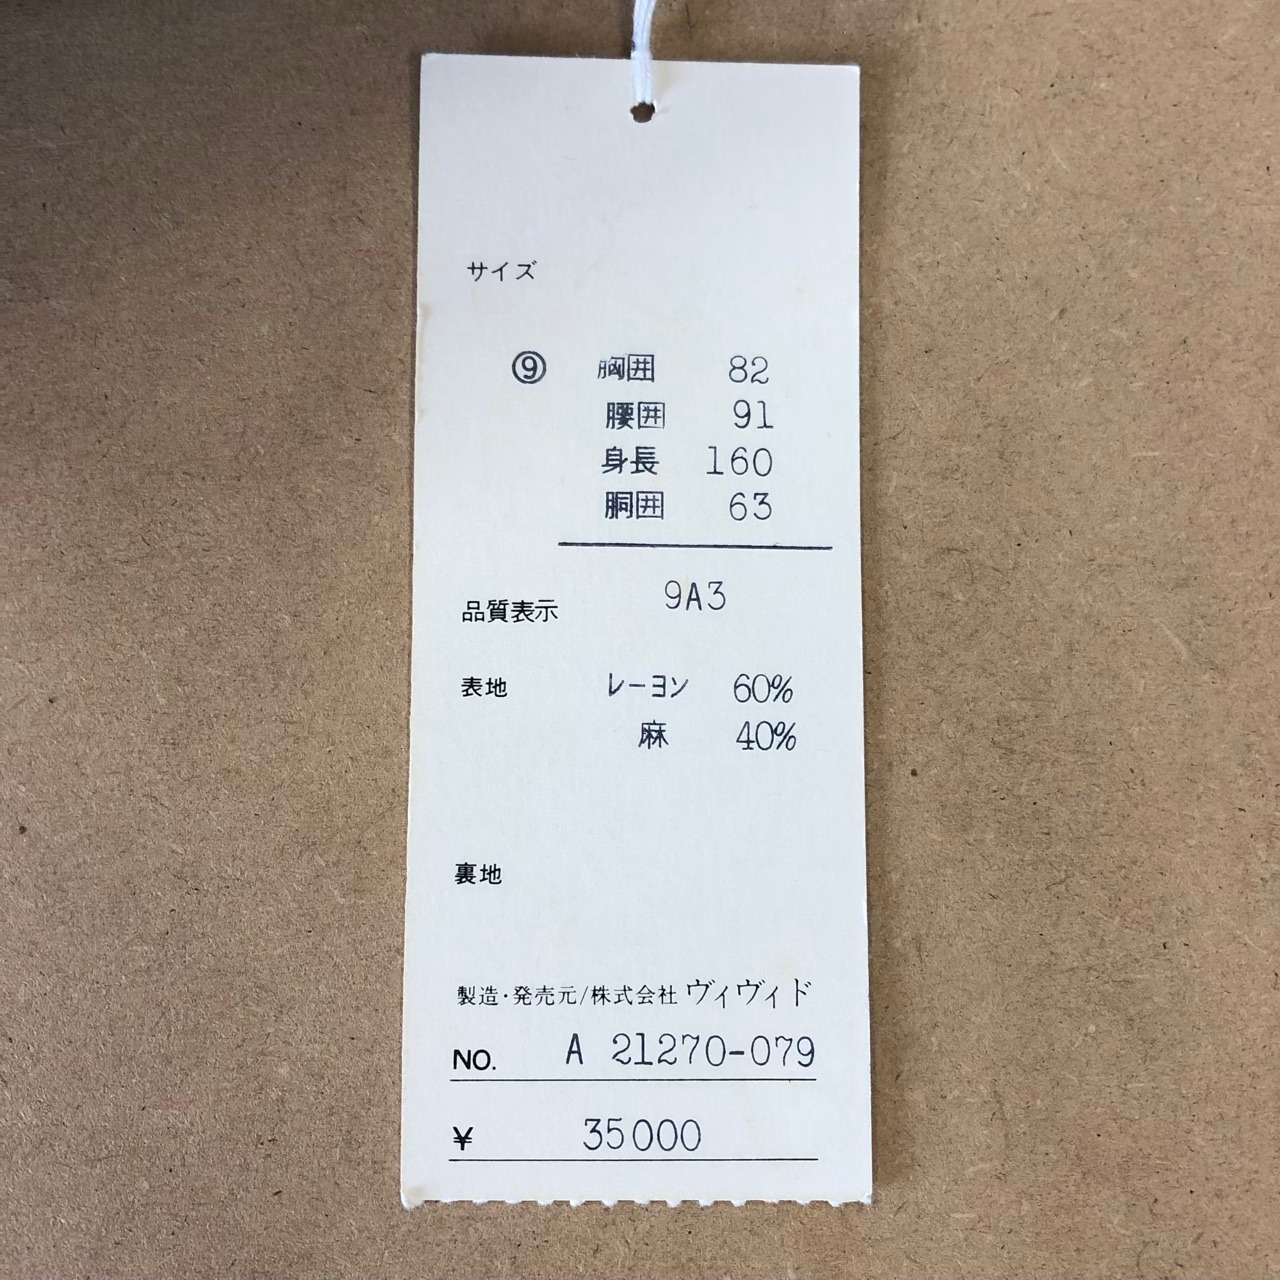 サイズ
⑨ 胸囲 82
腰囲 91
身長 160
胴囲 63
9A3
品質表示
表地 レーヨン 60%
麻 40%
裏地
製造・発売元/株式会社 ヴィヴィド
NO. A 21270-079
¥ 35000